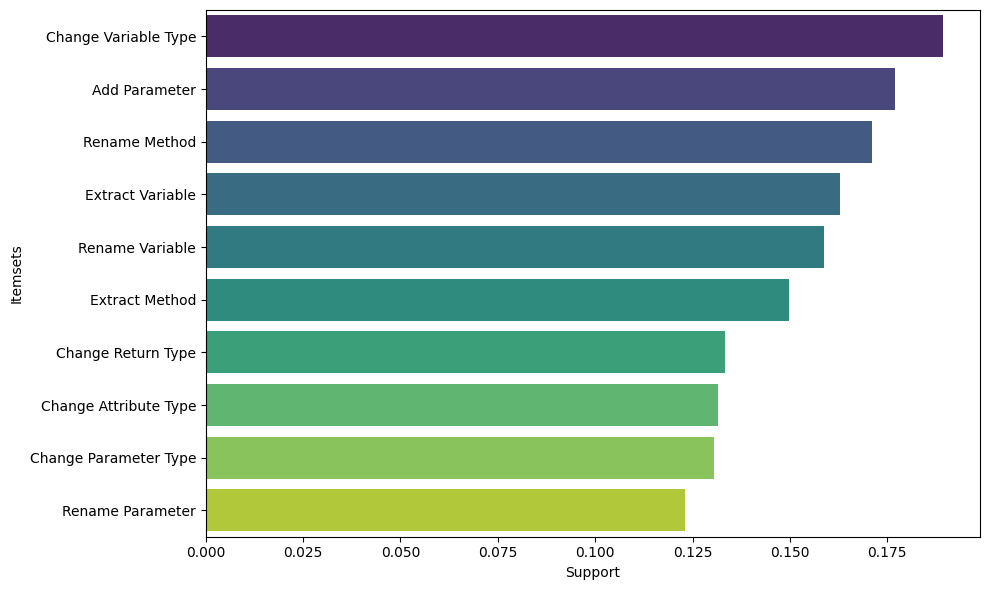 Change Variable Type
Add Parameter
Rename Method
Extract Variable
Rename Variable
Extract Method
Change Return Type
Change Attribute Type
Change Parameter Type
Rename Parameter
Itemsets
0.000 0.025 0.050 0.075 0.100 0.125 0.150 0.175
Support